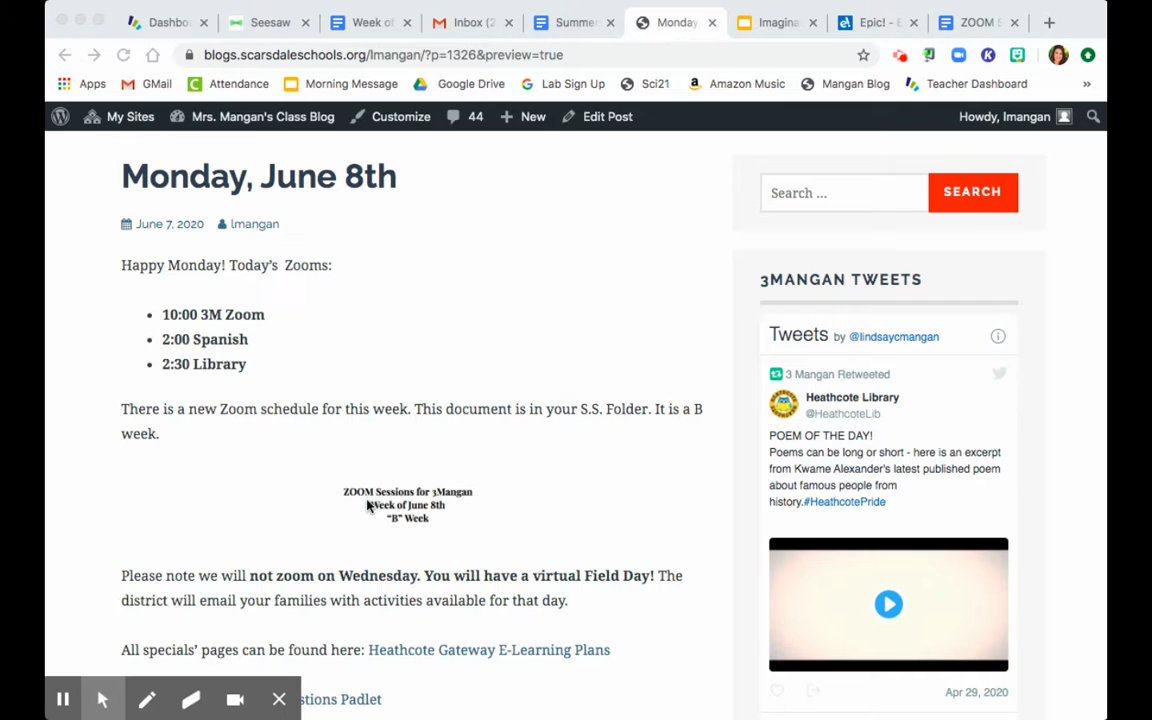 Dashbo
Seesaw
Week of
Inbox (2
Summer
Monday
Imagina
Epic! - E
ZOOM S
blogs.scarsdaleschools.org/lmangan/?p=1326&preview=true
Apps
GMail
Attendance
Morning Message
Google Drive
Lab Sign Up
Sci21
Amazon Music
Mangan Blog
Teacher Dashboard
»
My Sites
Mrs. Mangan's Class Blog
Customize
44
New
Edit Post
Howdy, lmangan
Monday, June 8th
June 7, 2020 lmangan
Happy Monday! Today's Zooms:
• 10:00 3M Zoom
• 2:00 Spanish
• 2:30 Library
There is a new Zoom schedule for this week. This document is in your S.S. Folder. It is a B
week.
ZOOM Sessions for 3Mangan
Week of June 8th
"B" Week
Please note we will not zoom on Wednesday. You will have a virtual Field Day! The
district will email your families with activities available for that day.
All specials' pages can be found here: Heathcote Gateway E-Learning Plans
stions Padlet
Search ...
SEARCH
3MANGAN TWEETS
Tweets by @lindsaycmangan
3 Mangan Retweeted
Heathcote Library
@HeathcoteLib
POEM OF THE DAY!
Poems can be long or short - here is an excerpt
from Kwame Alexander's latest published poem
about famous people from
history.#HeathcotePride
Apr 29, 2020